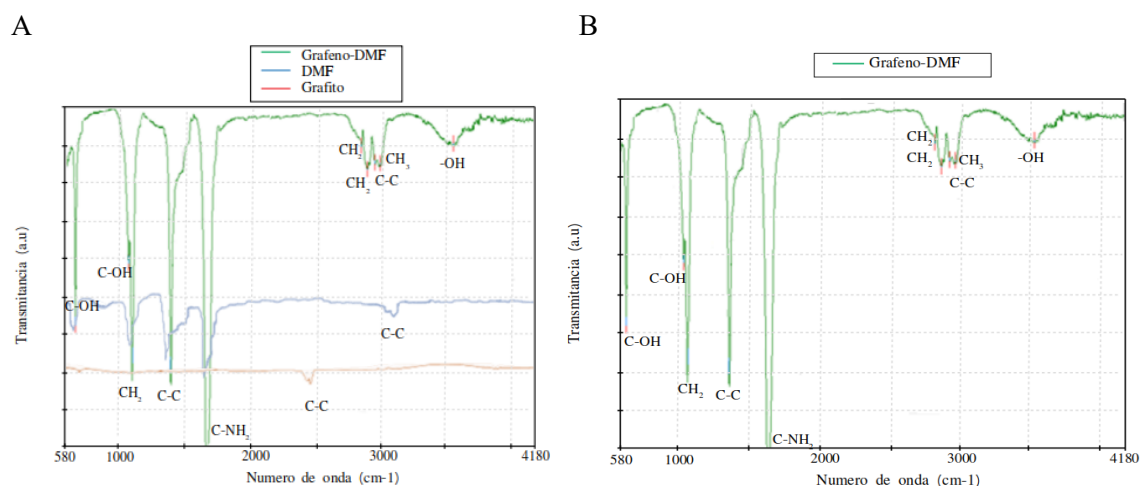 A
Grafeno-DMF
DMF
Grafito
Transmitancia (a.u)
CH2
CH3
-OH
CH2
C-C
C-OH
C-OH
C-C
CH2
C-C
C-C
C-NH2
580 1000 2000 3000 4180
Numero de onda (cm-1)
B
Grafeno-DMF
Transmitancia (a.u)
CH2
CH2
CH3
-OH
C-C
C-OH
C-OH
CH2
C-C
C-NH2
580 1000 2000 3000 4180
Numero de onda (cm-1)